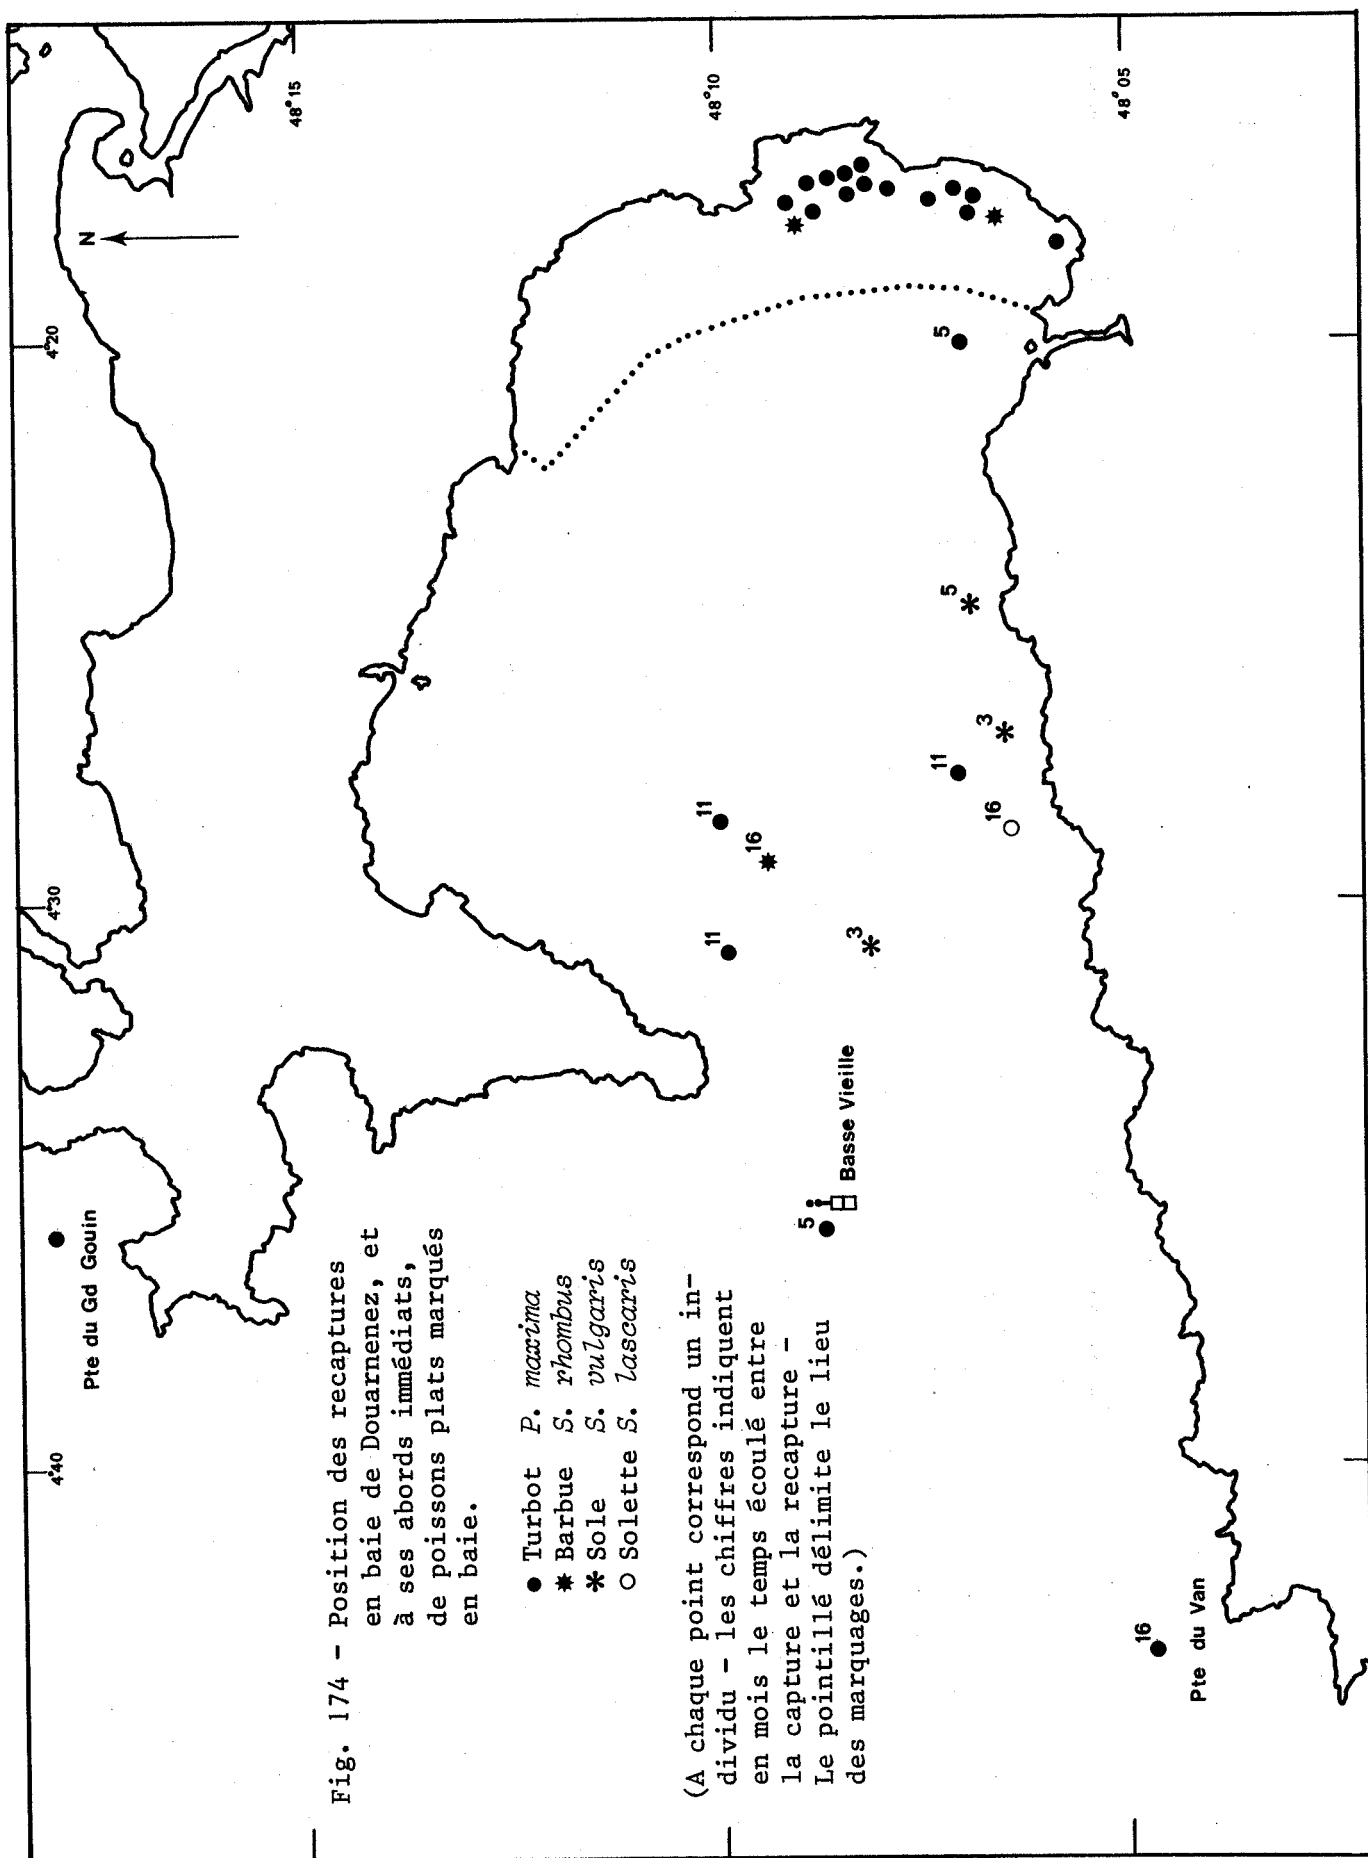 48° 15
48° 10
48° 05
N
4°20
4°30
4°40
5
5
3
11
16
11
16
11
3
5
Basse Vieille
Pte du Gd Gouin
16
Pte du Van
Fig. 174 - Position des recaptures
en baie de Douarnenez, et
à ses abords immédiats,
de poissons plats marqués
en baie.
Turbot P. maxima
Barbue S. rhombus
Sole S. vulgaris
Solette S. lascaris
(A chaque point correspond un in-
dividu - les chiffres indiquent
en mois le temps écoulé entre
la capture et la recapture -
Le pointillé délimite le lieu
des marquages.)